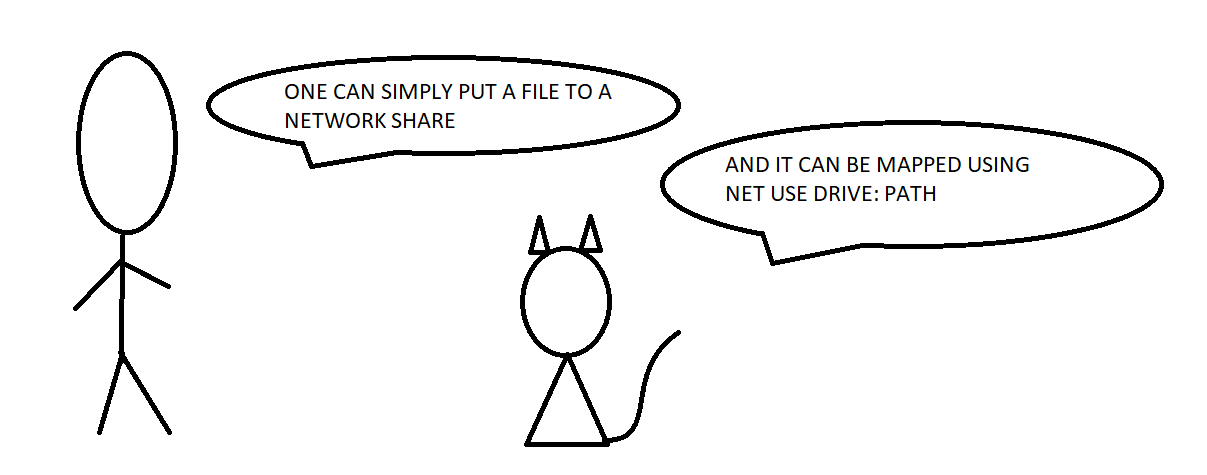 ONE CAN SIMPLY PUT A FILE TO A
NETWORK SHARE
AND IT CAN BE MAPPED USING
NET USE DRIVE: PATH